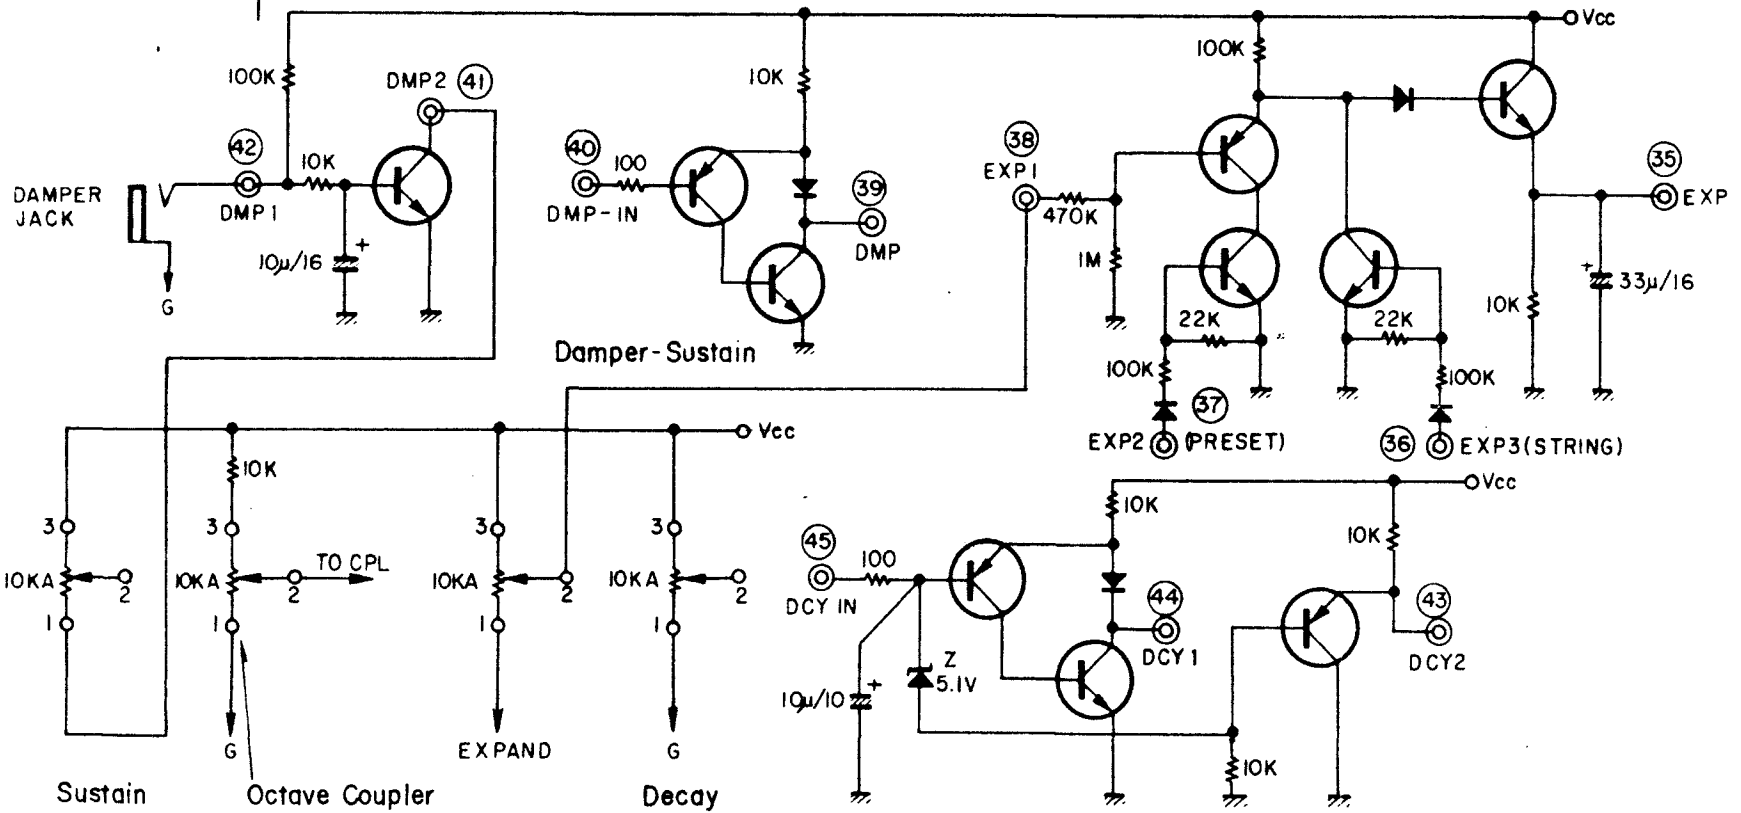 Vcc
100K
DMP2
41
10K
100K
42
10K
DMP 1
DAMPER
JACK
G
10µ/16
40
100
DMP-IN
39
DMP
Damper-Sustain
38
EXP1
470K
1M
22K
22K
100K
100K
37
EXP2
(PRESET)
36
EXP3(STRING)
35
EXP
10K
33µ/16
Vcc
10K
3
3
3
3
10KA
10KA
10KA
10KA
2
2
2
2
TO CPL
1
1
1
1
G
EXPAND
G
Sustain
Octave Coupler
Decay
Vcc
10K
10K
45
100
DCY IN
44
DCY 1
43
DCY2
Z
5.1V
10µ/10
10K